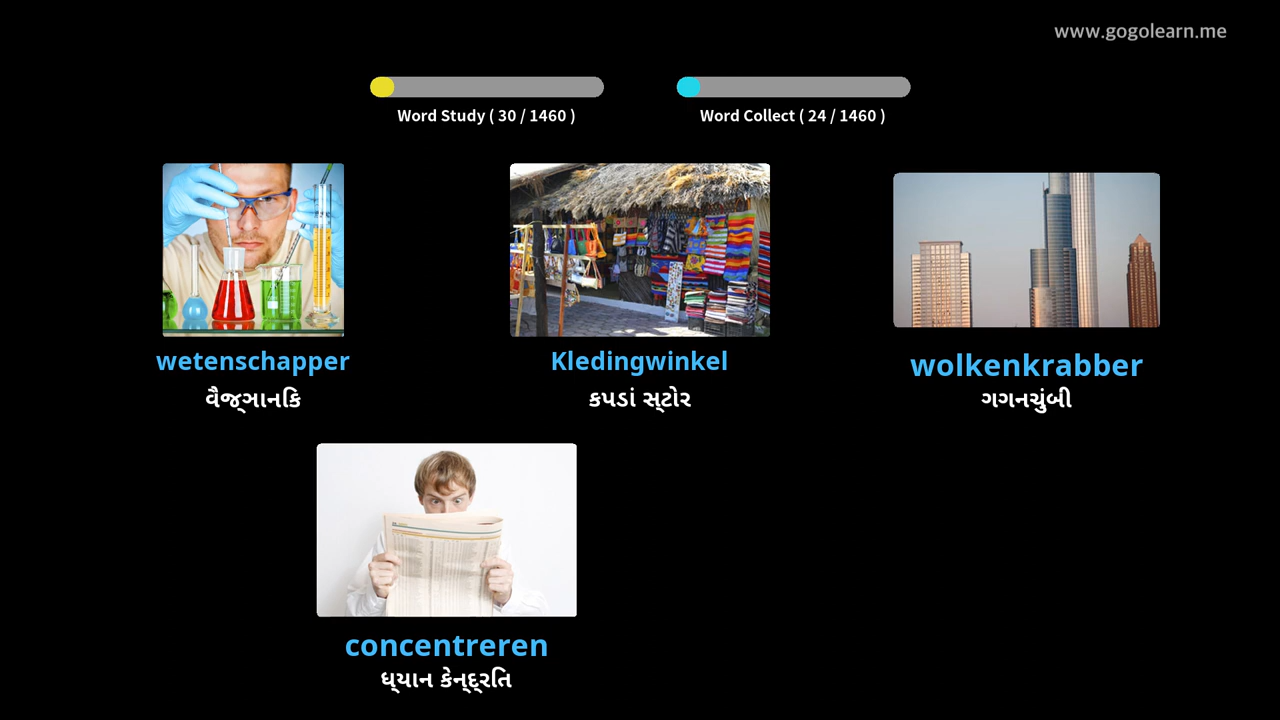 www.gogolearn.me
Word Study ( 30 / 1460 )
Word Collect ( 24 / 1460 )
wetenschapper
વૈજ્ઞાનિક
Kledingwinkel
કપડાં સ્ટોર
wolkenkrabber
ગગનચુંબી
concentreren
ધ્યાન કેન્દ્રિત